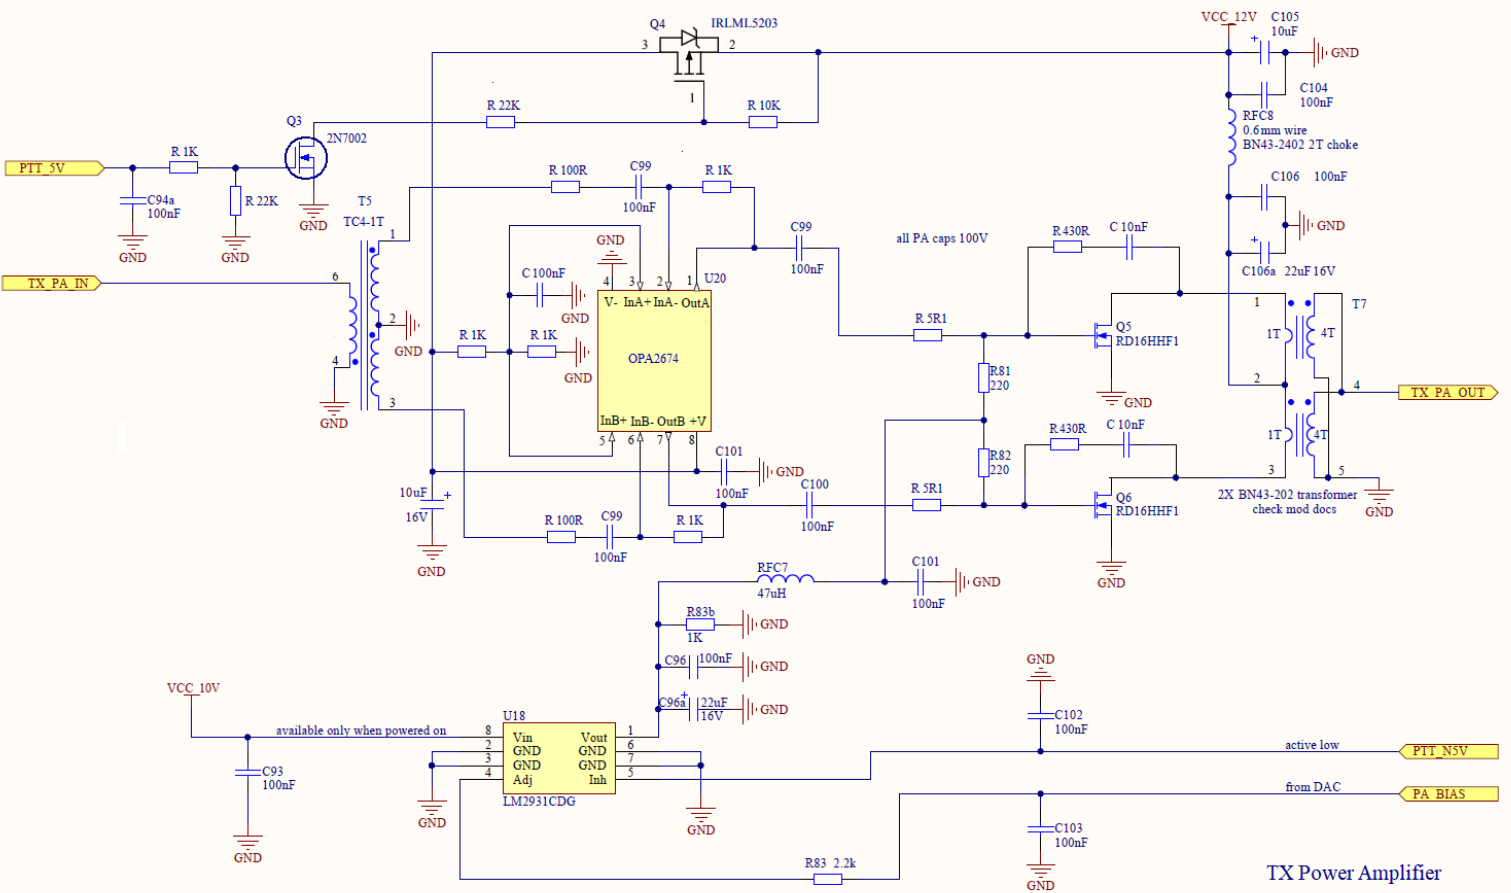 Q4
IRLML5203
3
2
1
VCC_12V
C105
10uF
+
GND
C104
100nF
RFC8
0.6mm wire
BN43-2402 2T choke
C106 100nF
GND
+
C106a 22uF 16V
R 22K
R 10K
Q3
2N7002
PTT_5V
R 1K
C94a
100nF
R 22K
GND
GND
GND
T5
TC4-1T
1
6
2
4
3
GND
GND
TX_PA_IN
R 100R
C99
100nF
R 1K
C99
100nF
all PA caps 100V
GND
4
3
2
1
U20
V-
InA+
InA-
OutA
OPA2674
InB+
InB-
OutB
+V
5
6
7
8
C 100nF
GND
R 1K
R 1K
GND
C101
100nF
GND
10uF
+
16V
GND
R 100R
C99
100nF
R 1K
C100
100nF
R 5R1
R81
220
R82
220
R 5R1
R 430R
C 10nF
Q5
RD16HHF1
GND
R 430R
C 10nF
Q6
RD16HHF1
GND
1
T7
1T
4T
2
4
TX_PA_OUT
1T
4T
3
5
GND
2X BN43-202 transformer
check mod docs
RFC7
47uH
C101
100nF
GND
R83b
1K
GND
C96
100nF
GND
C96a
+
22uF
16V
GND
VCC_10V
available only when powered on
C93
100nF
GND
U18
8
2
3
4
Vin
GND
GND
Adj
Vout
GND
GND
Inh
1
6
7
5
LM2931CDG
GND
GND
GND
C102
100nF
active low
PTT_N5V
from DAC
PA_BIAS
C103
100nF
GND
R83 2.2k
TX Power Amplifier